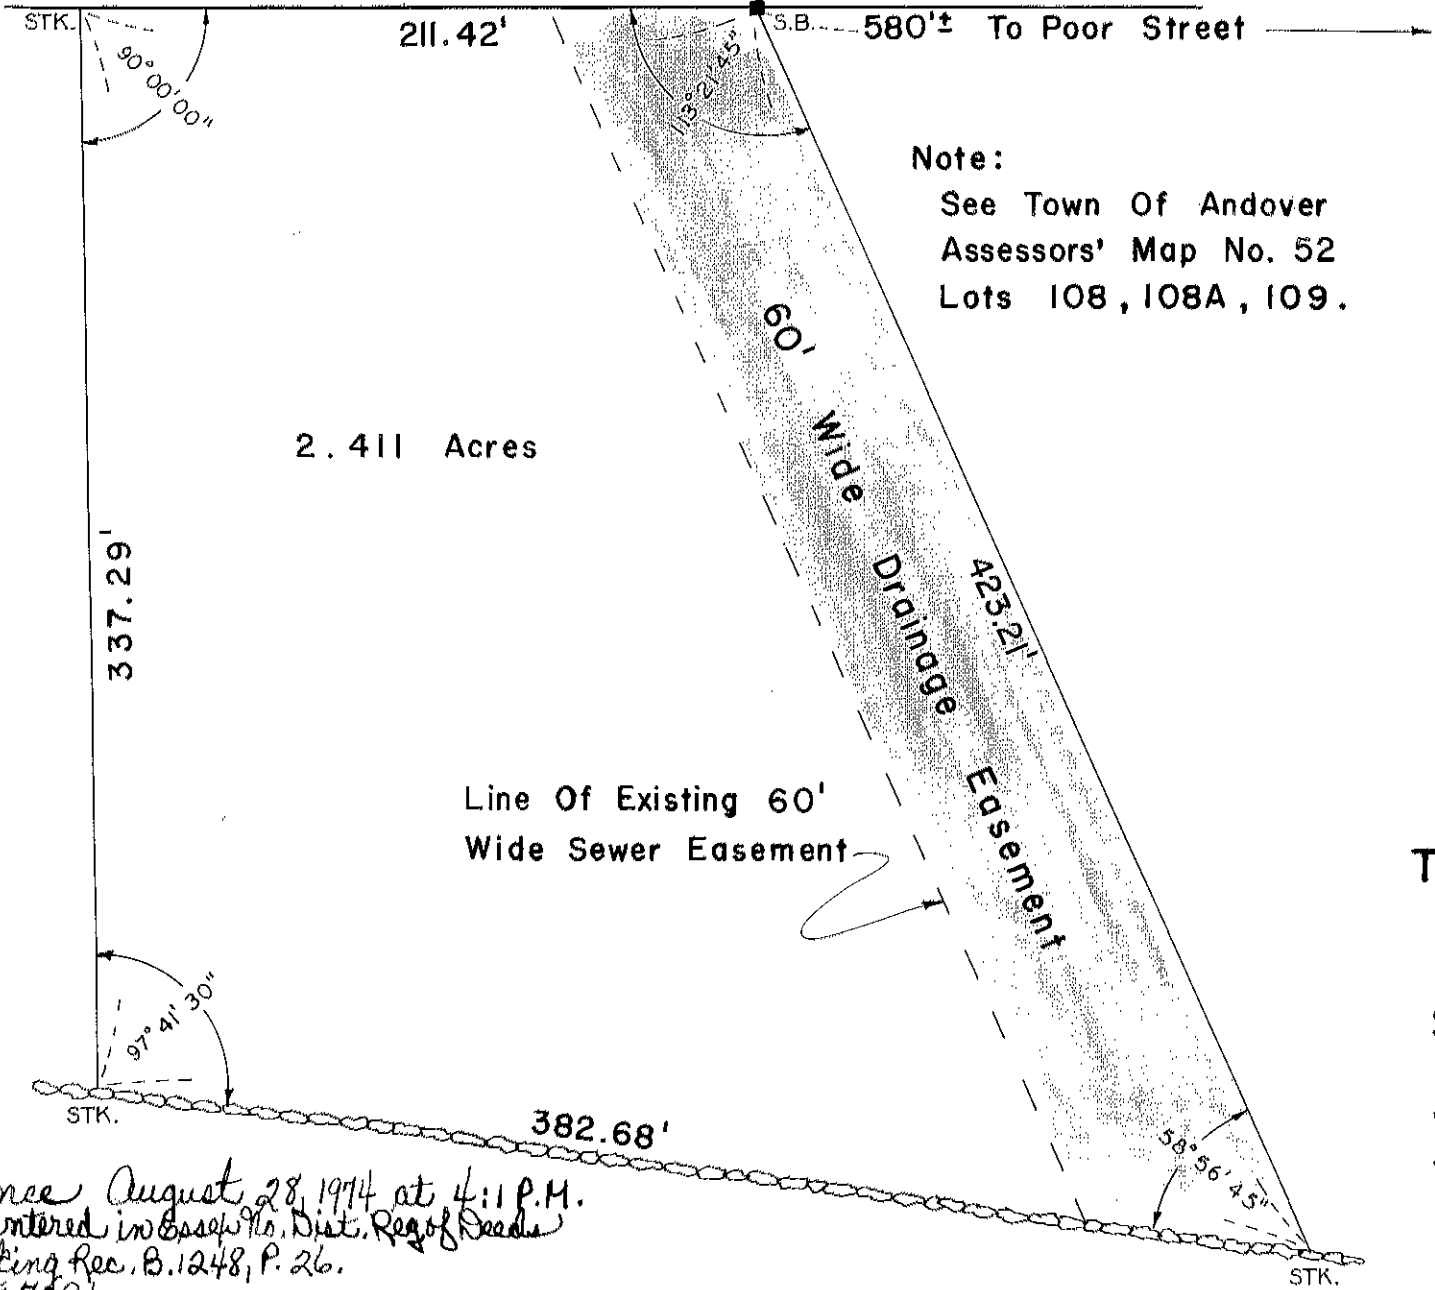 STK.
211.42'
S.B.
580'± To Poor Street
90°00'00"
113°21'45"
Note:
See Town Of Andover
Assessors' Map No. 52
Lots 108, 108A, 109.
60' Wide Drainage Easement
2.411 Acres
337.29'
423.21'
Line Of Existing 60'
Wide Sewer Easement
T
97°41'30"
STK.
382.68'
58°56'45"
STK.
August 28, 1974 at 4:11 P.M.
in Essex No. Dist. Reg of Deeds
Rec. B.1248, P. 26.